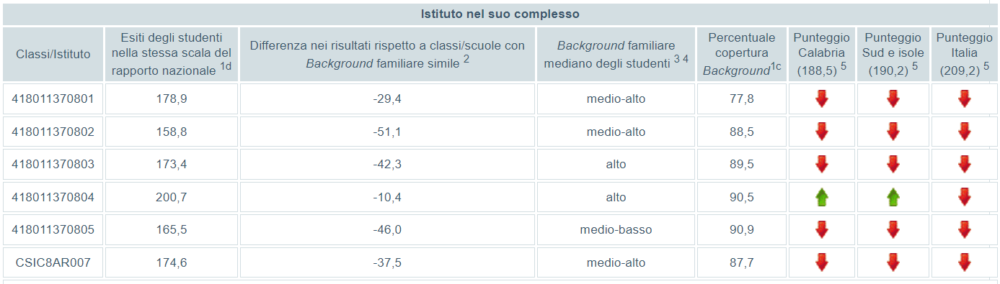 Istituto nel suo complesso
Classi/Istituto
Esiti degli studenti
nella stessa scala del
rapporto nazionale 1d
Differenza nei risultati rispetto a classi/scuole con
Background familiare simile 2
Background familiare
mediano degli studenti 3 4
Percentuale
copertura
Background1c
Punteggio
Calabria
(188,5) 5
Punteggio
Sud e isole
(190,2) 5
Punteggio
Italia
(209,2) 5
418011370801 178,9 -29,4 medio-alto 77,8
418011370802 158,8 -51,1 medio-alto 88,5
418011370803 173,4 -42,3 alto 89,5
418011370804 200,7 -10,4 alto 90,5
418011370805 165,5 -46,0 medio-basso 90,9
CSIC8AR007 174,6 -37,5 medio-alto 87,7